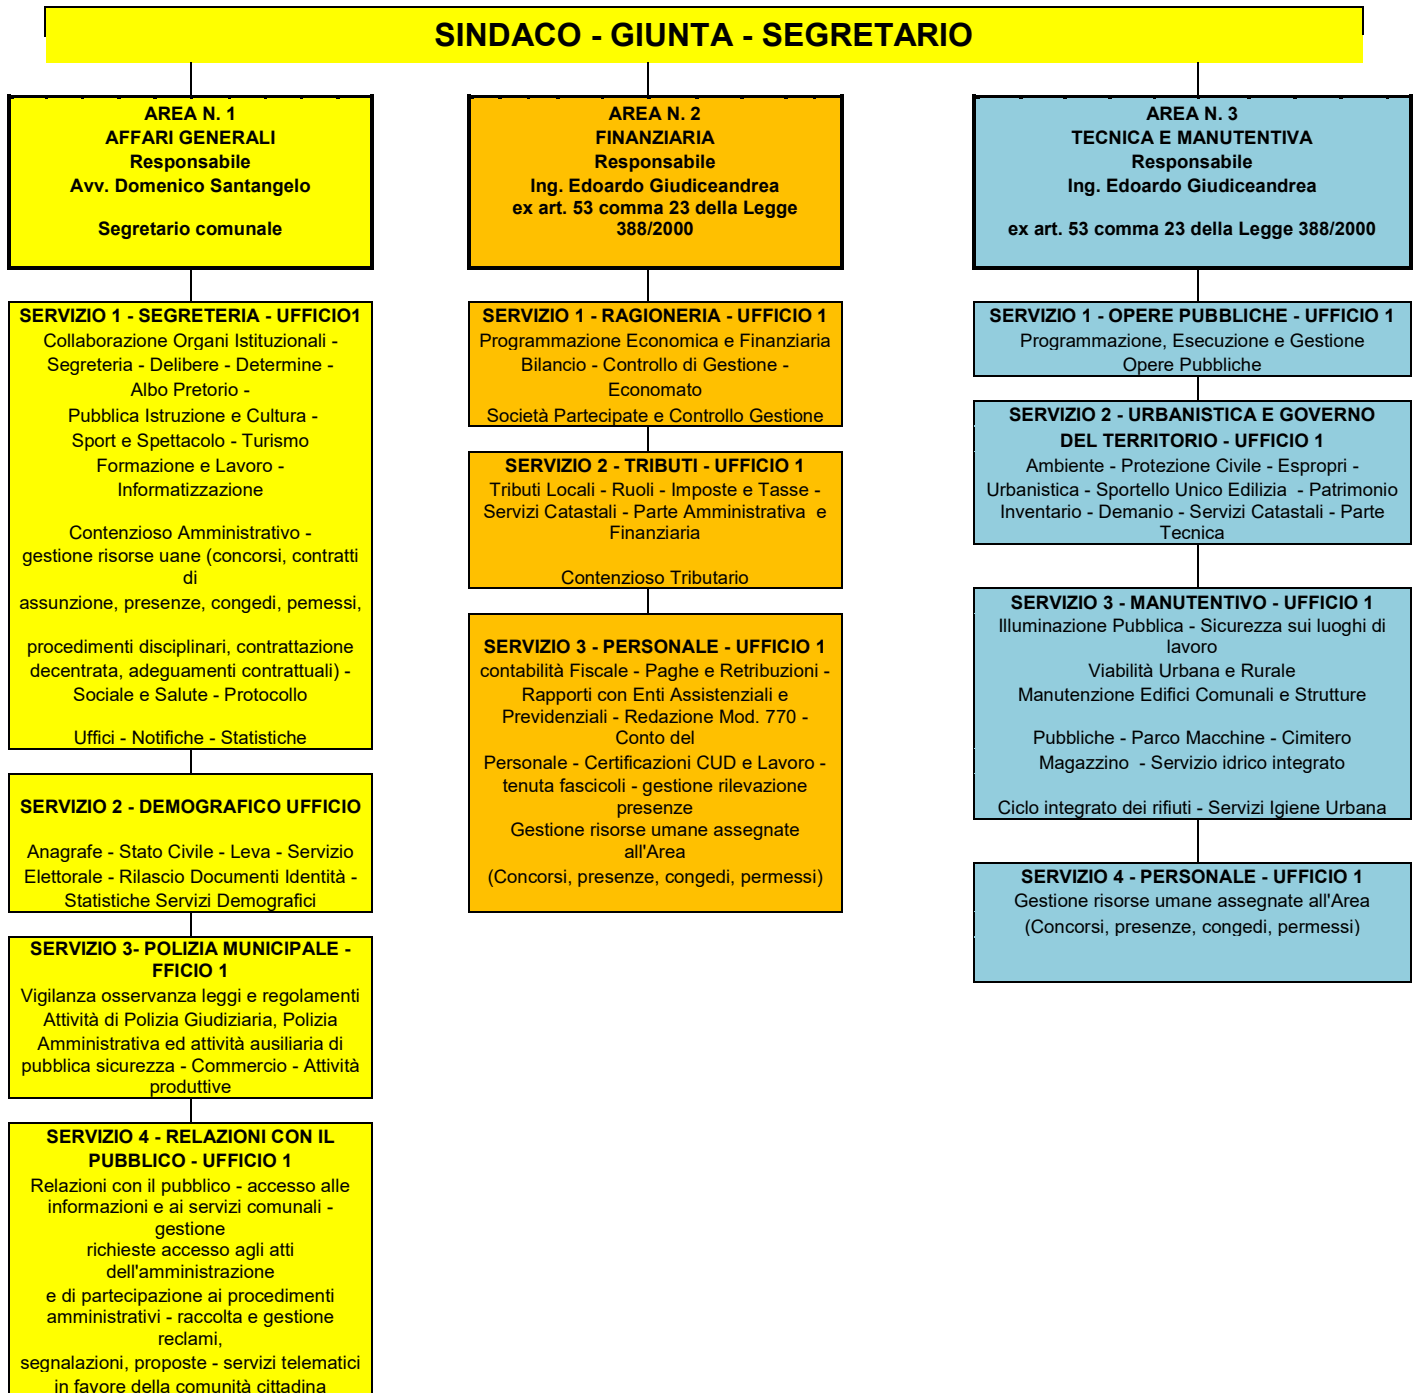 SINDACO - GIUNTA - SEGRETARIO
AREA N. 1
AFFARI GENERALI
Responsabile
Avv. Domenico Santangelo
Segretario comunale
SERVIZIO 1 - SEGRETERIA - UFFICIO1
Collaborazione Organi Istituzionali -
Segreteria - Delibere - Determine -
Albo Pretorio -
Pubblica Istruzione e Cultura -
Sport e Spettacolo - Turismo
Formazione e Lavoro -
Informatizzazione
Contenzioso Amministrativo -
gestione risorse uane (concorsi, contratti
di
assunzione, presenze, congedi, pemessi,
procedimenti disciplinari, contrattazione
decentrata, adeguamenti contrattuali) -
Sociale e Salute - Protocollo
Uffici - Notifiche - Statistiche
SERVIZIO 2 - DEMOGRAFICO UFFICIO
Anagrafe - Stato Civile - Leva - Servizio
Elettorale - Rilascio Documenti Identità -
Statistiche Servizi Demografici
SERVIZIO 3- POLIZIA MUNICIPALE -
FFICIO 1
Vigilanza osservanza leggi e regolamenti
Attività di Polizia Giudiziaria, Polizia
Amministrativa ed attività ausiliaria di
pubblica sicurezza - Commercio - Attività
produttive
SERVIZIO 4 - RELAZIONI CON IL
PUBBLICO - UFFICIO 1
Relazioni con il pubblico - accesso alle
informazioni e ai servizi comunali -
gestione
richieste accesso agli atti
dell'amministrazione
e di partecipazione ai procedimenti
amministrativi - raccolta e gestione
reclami,
segnalazioni, proposte - servizi telematici
in favore della comunità cittadina
AREA N. 2
FINANZIARIA
Responsabile
Ing. Edoardo Giudiceandrea
ex art. 53 comma 23 della Legge
388/2000
SERVIZIO 1 - RAGIONERIA - UFFICIO 1
Programmazione Economica e Finanziaria
Bilancio - Controllo di Gestione -
Economato
Società Partecipate e Controllo Gestione
SERVIZIO 2 - TRIBUTI - UFFICIO 1
Tributi Locali - Ruoli - Imposte e Tasse -
Servizi Catastali - Parte Amministrativa e
Finanziaria
Contenzioso Tributario
SERVIZIO 3 - PERSONALE - UFFICIO 1
contabilità Fiscale - Paghe e Retribuzioni -
Rapporti con Enti Assistenziali e
Previdenziali - Redazione Mod. 770 -
Conto del
Personale - Certificazioni CUD e Lavoro -
tenuta fascicoli - gestione rilevazione
presenze
Gestione risorse umane assegnate
all'Area
(Concorsi, presenze, congedi, permessi)
AREA N. 3
TECNICA E MANUTENTIVA
Responsabile
Ing. Edoardo Giudiceandrea
ex art. 53 comma 23 della Legge 388/2000
SERVIZIO 1 - OPERE PUBBLICHE - UFFICIO 1
Programmazione, Esecuzione e Gestione
Opere Pubbliche
SERVIZIO 2 - URBANISTICA E GOVERNO
DEL TERRITORIO - UFFICIO 1
Ambiente - Protezione Civile - Espropri -
Urbanistica - Sportello Unico Edilizia - Patrimonio
Inventario - Demanio - Servizi Catastali - Parte
Tecnica
SERVIZIO 3 - MANUTENTIVO - UFFICIO 1
Illuminazione Pubblica - Sicurezza sui luoghi di
lavoro
Viabilità Urbana e Rurale
Manutenzione Edifici Comunali e Strutture
Pubbliche - Parco Macchine - Cimitero
Magazzino - Servizio idrico integrato
Ciclo integrato dei rifiuti - Servizi Igiene Urbana
SERVIZIO 4 - PERSONALE - UFFICIO 1
Gestione risorse umane assegnate all'Area
(Concorsi, presenze, congedi, permessi)